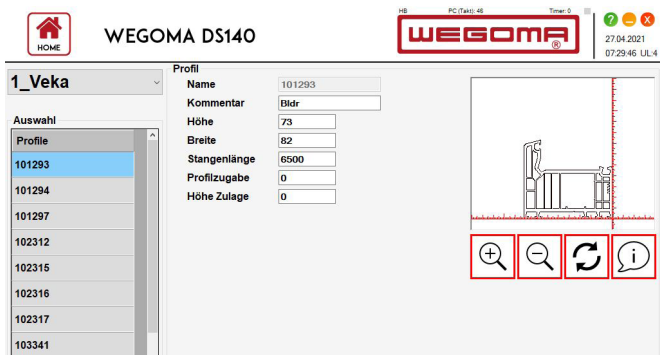 HB PC (Takt): 46 Timer: 0
HOME
WEGOMA DS140
WEGOMA
®
?
27.04.2021
07:29:46 UL:4
1_Veka
Auswahl
Profile
101293
101294
101297
102312
102315
102316
102317
103341
Profil
Name 101293
Kommentar Bldr
Höhe 73
Breite 82
Stangenlänge 6500
Profilzugabe 0
Höhe Zulage 0
i